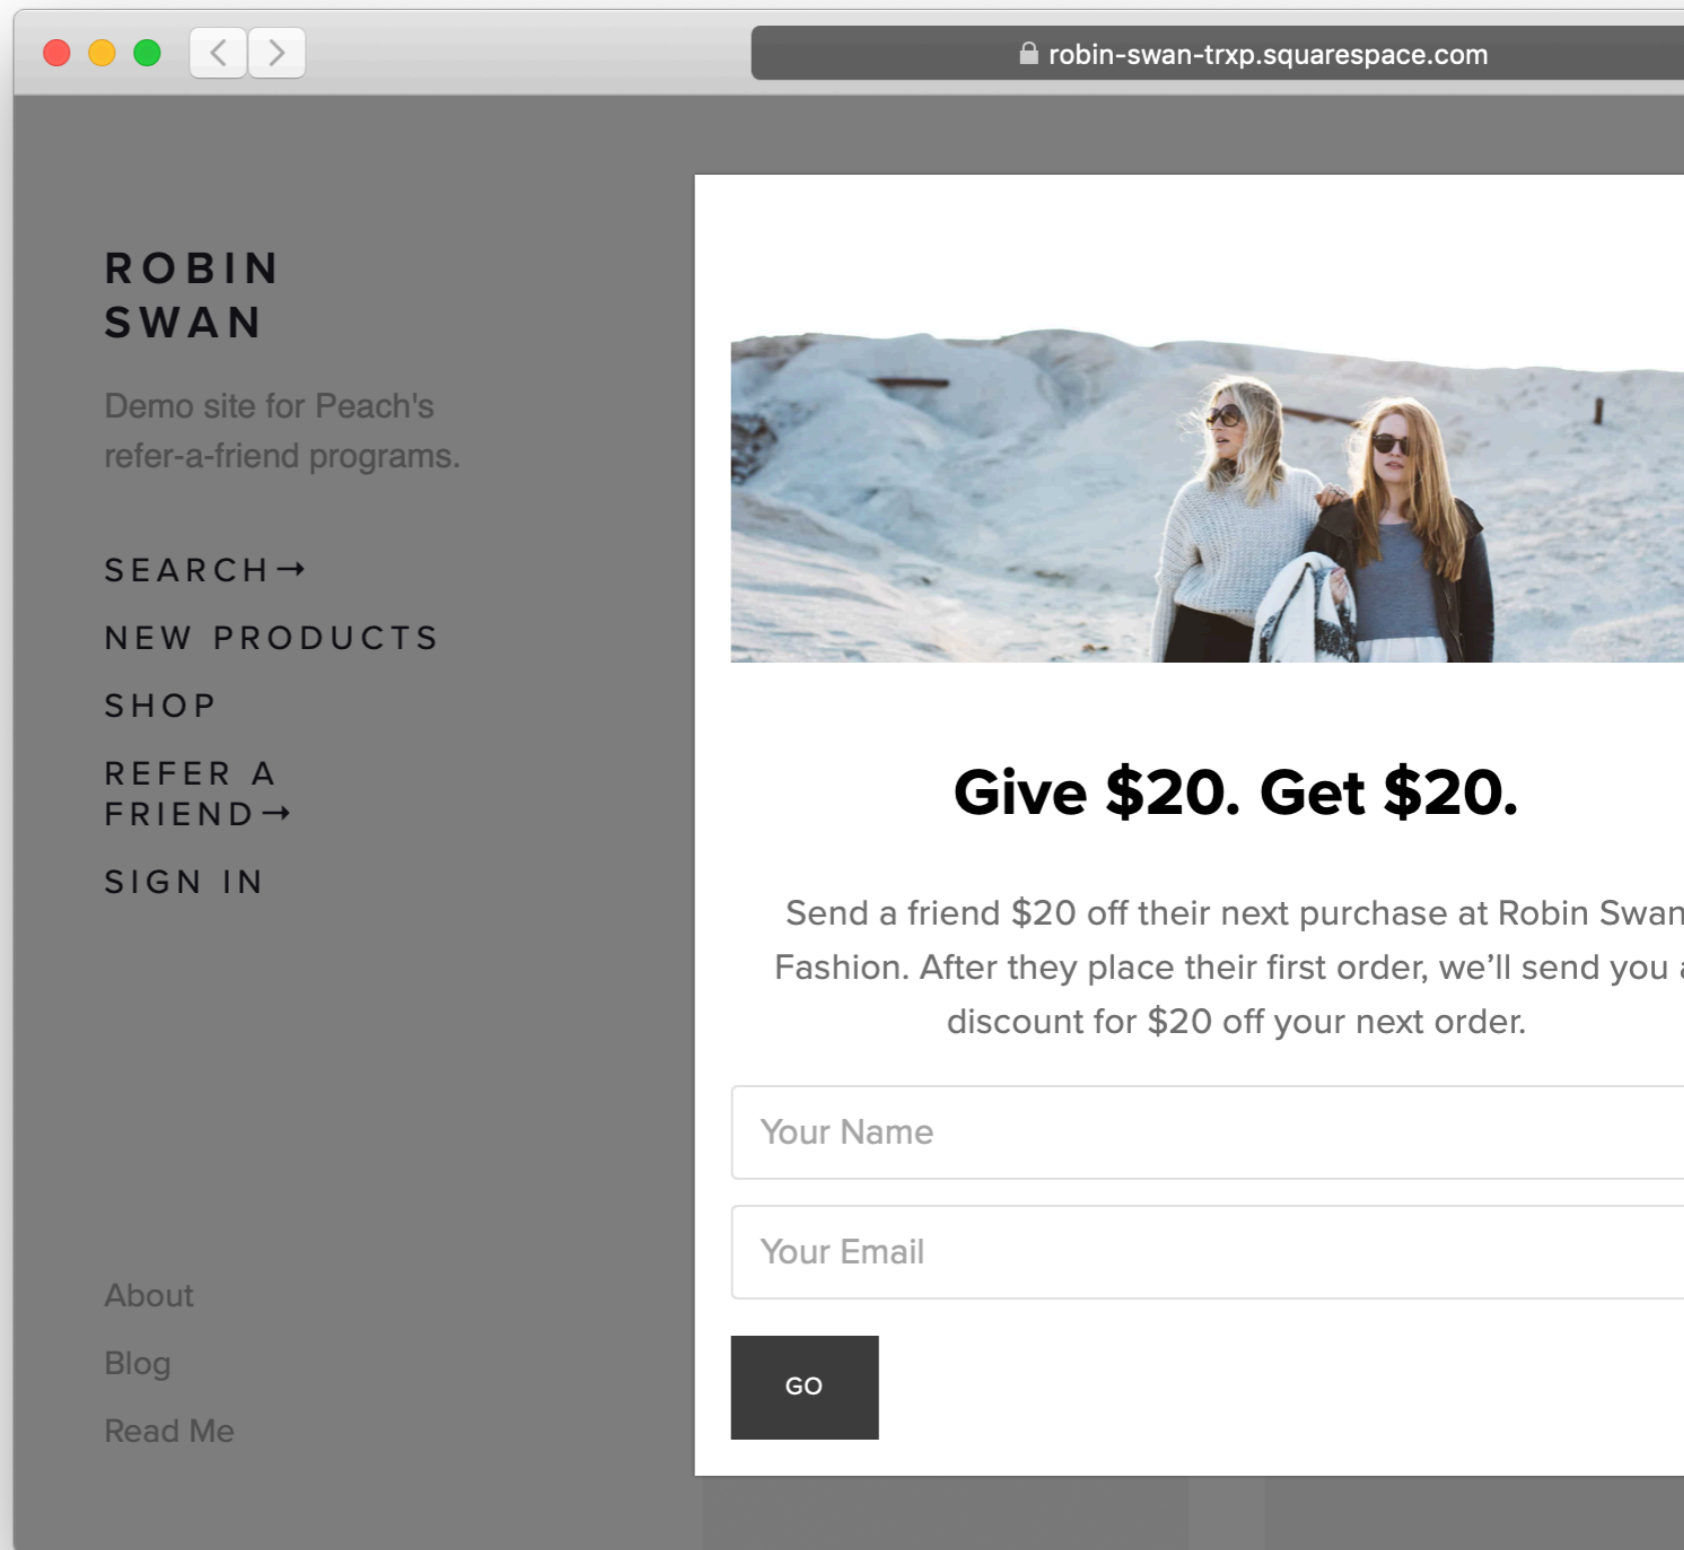 robin-swan-trxp.squarespace.com
ROBIN
SWAN
Demo site for Peach's
refer-a-friend programs.
SEARCH→
NEW PRODUCTS
SHOP
REFER A
FRIEND→
SIGN IN
About
Blog
Read Me
Give $20. Get $20.
Send a friend $20 off their next purchase at Robin Swan
Fashion. After they place their first order, we’ll send you a
discount for $20 off your next order.
Your Name
Your Email
GO